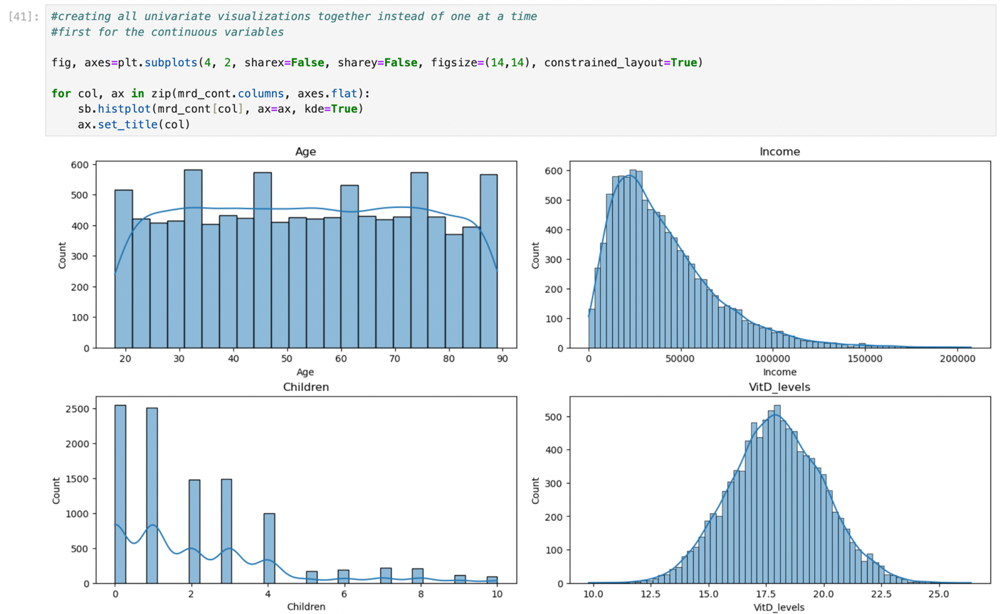 [41]:
#creating all univariate visualizations together instead of one at a time
#first for the continuous variables
fig, axes=plt.subplots(4, 2, sharex=False, sharey=False, figsize=(14,14), constrained_layout=True)
for col, ax in zip(mrd_cont.columns, axes.flat):
    sb.histplot(mrd_cont[col], ax=ax, kde=True)
    ax.set_title(col)
Age
600
500
400
300
200
100
0
Count
20 30 40 50 60 70 80 90
Age
Income
600
500
400
300
200
100
0
Count
0 50000 100000 150000 200000
Income
Children
2500
2000
1500
1000
500
0
Count
0 2 4 6 8 10
Children
VitD_levels
500
400
300
200
100
0
Count
10.0 12.5 15.0 17.5 20.0 22.5 25.0
VitD_levels